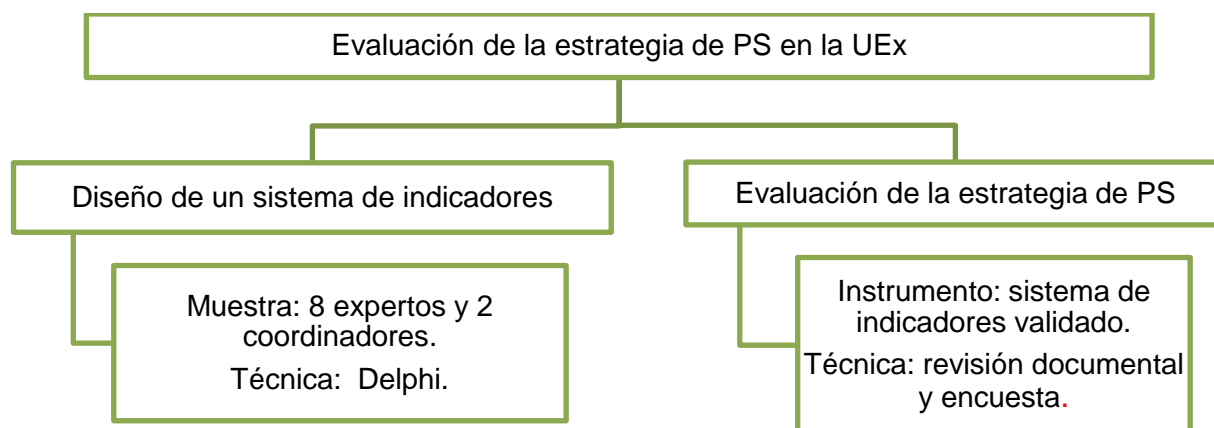 Evaluación de la estrategia de PS en la UEx
Diseño de un sistema de indicadores
Muestra: 8 expertos y 2
coordinadores.
Técnica: Delphi.
Evaluación de la estrategia de PS
Instrumento: sistema de
indicadores validado.
Técnica: revisión documental
y encuesta.